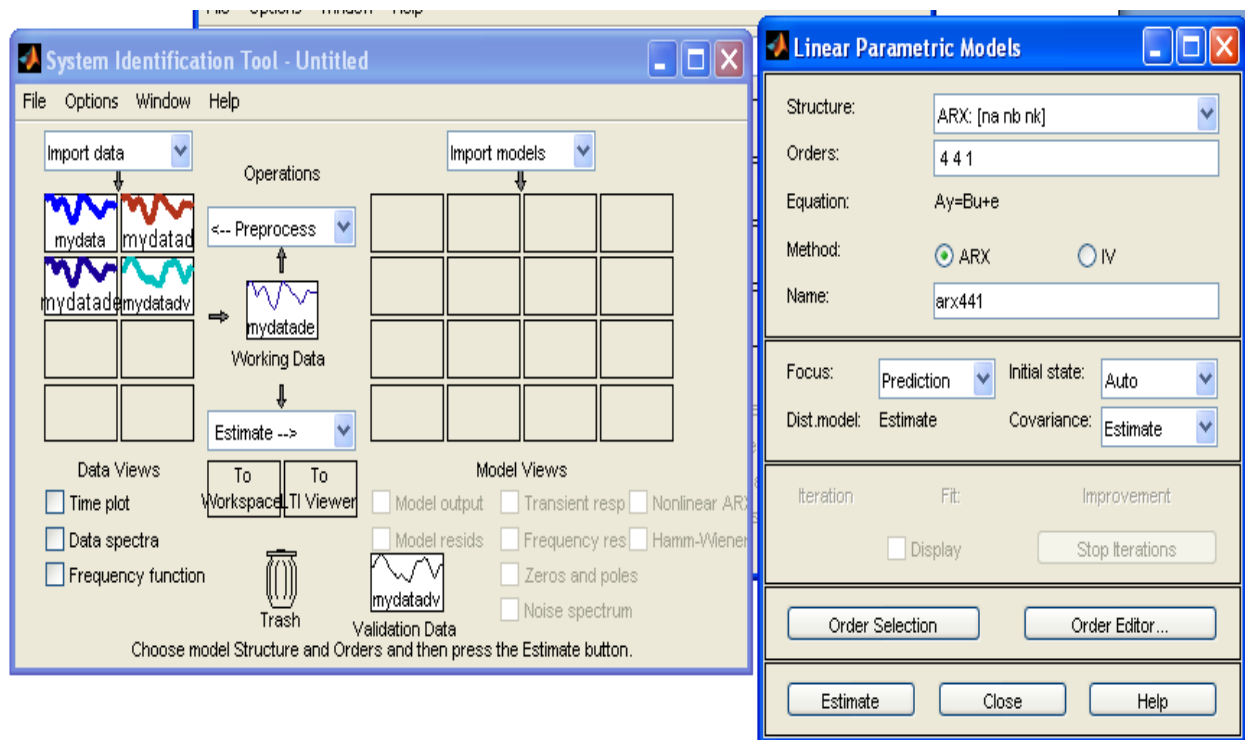 File Options Window Help
System Identification Tool - Untitled
File Options Window Help
Import data
Operations
Import models
mydata
mydatad
<-- Preprocess
mydatade
mydatadv
mydatade
Working Data
Estimate -->
Data Views
To Workspace
To LTI Viewer
Model Views
Time plot
Model output
Transient resp
Nonlinear ARX
Data spectra
Model resids
Frequency res
Hamm-Wiener
Frequency function
Zeros and poles
Trash
mydatadv
Noise spectrum
Validation Data
Choose model Structure and Orders and then press the Estimate button.
Linear Parametric Models
Structure: ARX: [na nb nk]
Orders: 4 4 1
Equation: Ay=Bu+e
Method: ARX IV
Name: arx441
Focus: Prediction Initial state: Auto
Dist.model: Estimate Covariance: Estimate
Iteration Fit: Improvement
Display Stop Iterations
Order Selection Order Editor...
Estimate Close Help